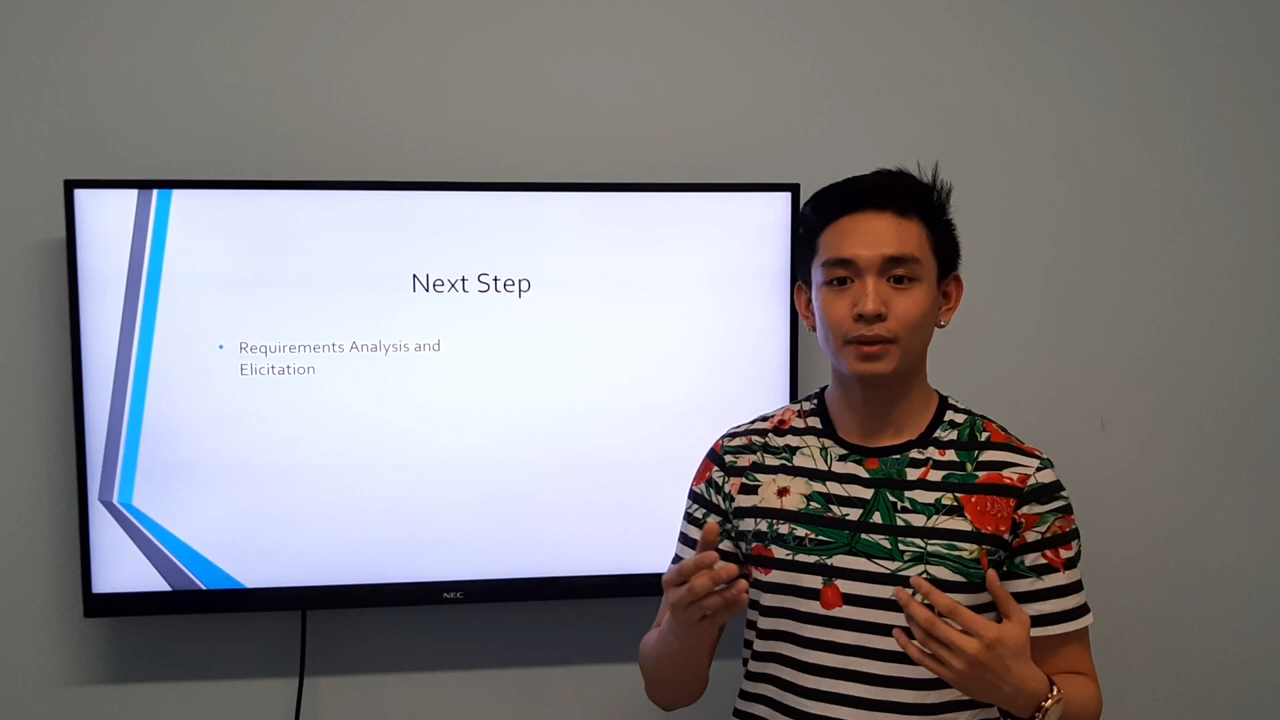 Next Step
• Requirements Analysis and
Elicitation
NEC